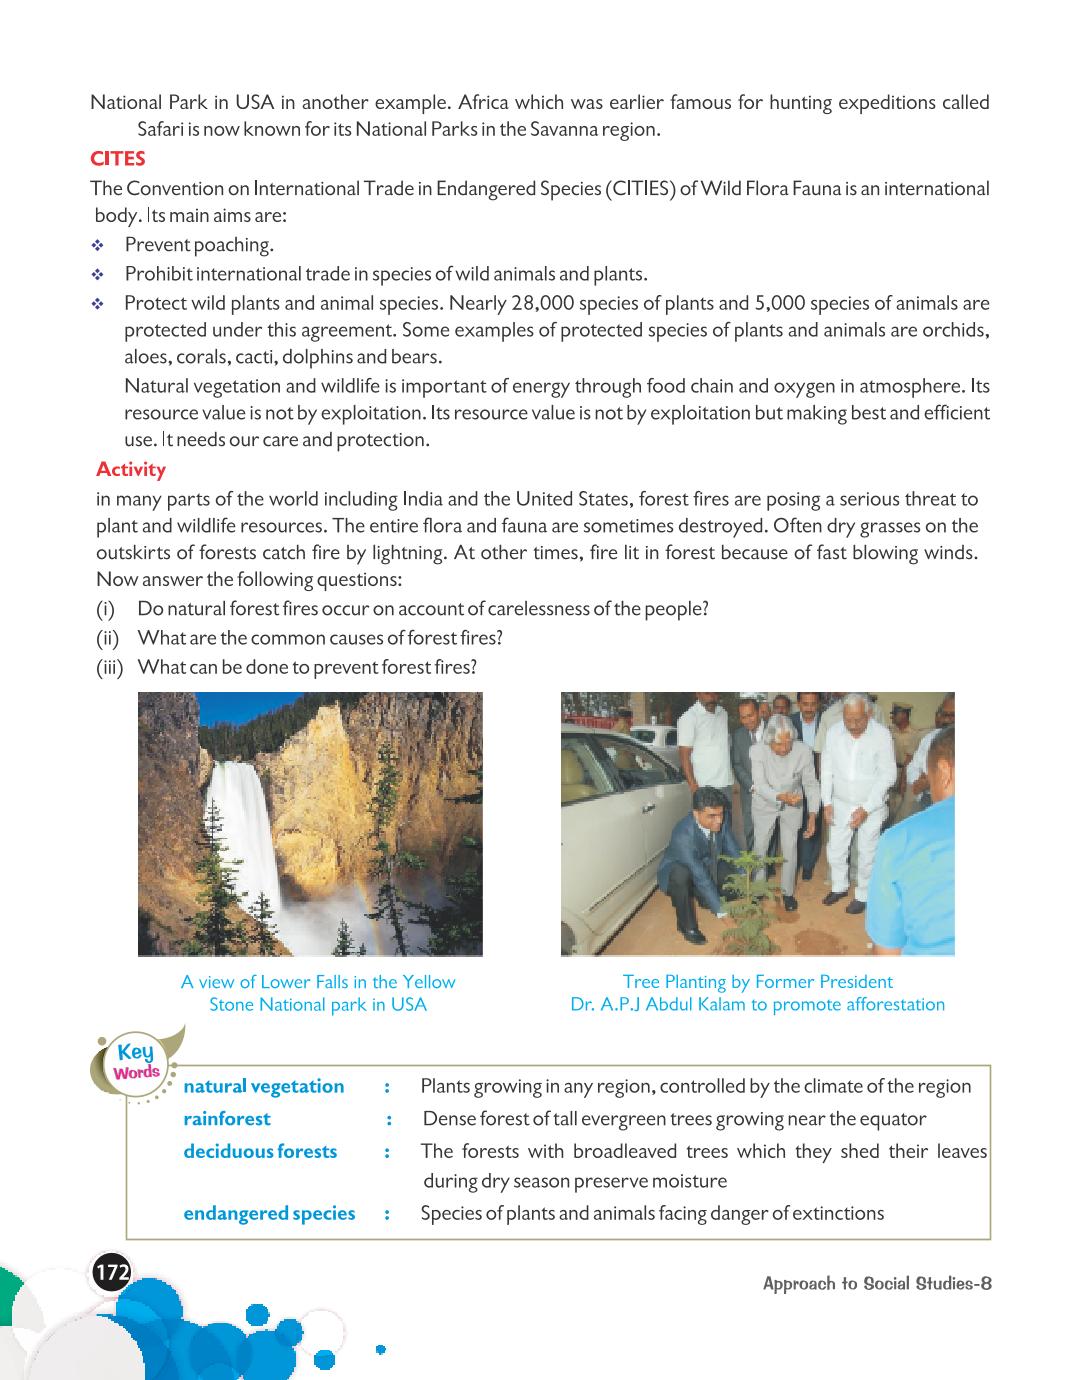 National Park in USA in another example. Africa which was earlier famous for hunting expeditions called
Safari is now known for its National Parks in the Savanna region.
CITES
The Convention on International Trade in Endangered Species (CITIES) of Wild Flora Fauna is an international
body. Its main aims are:
❖ Prevent poaching.
❖ Prohibit international trade in species of wild animals and plants.
❖ Protect wild plants and animal species. Nearly 28,000 species of plants and 5,000 species of animals are
protected under this agreement. Some examples of protected species of plants and animals are orchids,
aloes, corals, cacti, dolphins and bears.
Natural vegetation and wildlife is important of energy through food chain and oxygen in atmosphere. Its
resource value is not by exploitation. Its resource value is not by exploitation but making best and efficient
use. It needs our care and protection.
Activity
in many parts of the world including India and the United States, forest fires are posing a serious threat to
plant and wildlife resources. The entire flora and fauna are sometimes destroyed. Often dry grasses on the
outskirts of forests catch fire by lightning. At other times, fire lit in forest because of fast blowing winds.
Now answer the following questions:
(i) Do natural forest fires occur on account of carelessness of the people?
(ii) What are the common causes of forest fires?
(iii) What can be done to prevent forest fires?
A view of Lower Falls in the Yellow
Stone National park in USA
Tree Planting by Former President
Dr. A.P.J Abdul Kalam to promote afforestation
Key
Words
natural vegetation : Plants growing in any region, controlled by the climate of the region
rainforest : Dense forest of tall evergreen trees growing near the equator
deciduous forests : The forests with broadleaved trees which they shed their leaves
during dry season preserve moisture
endangered species : Species of plants and animals facing danger of extinctions
172
Approach to Social Studies-8